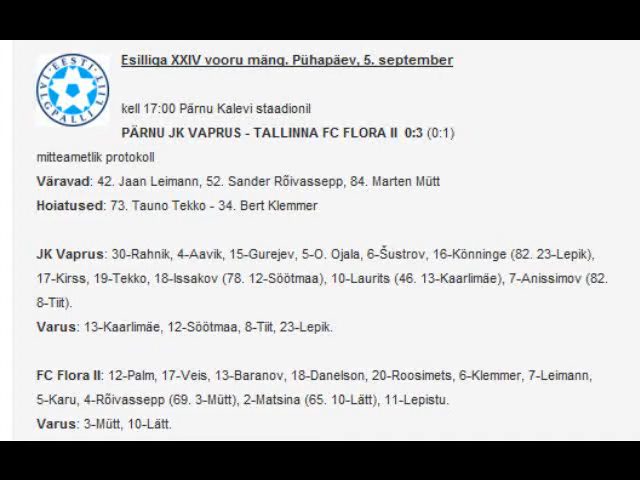 EESTI JALGPALLI LIIT
Esilliga XXIV vooru mäng. Pühapäev, 5. september
kell 17:00 Pärnu Kalevi staadionil
PÄRNU JK VAPRUS - TALLINNA FC FLORA II 0:3 (0:1)
mitteametlik protokoll
Väravad: 42. Jaan Leimann, 52. Sander Rõivassepp, 84. Marten Mütt
Hoiatused: 73. Tauno Tekko - 34. Bert Klemmer
JK Vaprus: 30-Rahnik, 4-Aavik, 15-Gurejev, 5-O. Ojala, 6-Šustrov, 16-Könninge (82. 23-Lepik),
17-Kirss, 19-Tekko, 18-Issakov (78. 12-Söötmaa), 10-Laurits (46. 13-Kaarlimäe), 7-Anissimov (82.
8-Tiit).
Varus: 13-Kaarlimäe, 12-Söötmaa, 8-Tiit, 23-Lepik.
FC Flora II: 12-Palm, 17-Veis, 13-Baranov, 18-Danelson, 20-Roosimets, 6-Klemmer, 7-Leimann,
5-Karu, 4-Rõivassepp (69. 3-Mütt), 2-Matsina (65. 10-Lätt), 11-Lepistu.
Varus: 3-Mütt, 10-Lätt.